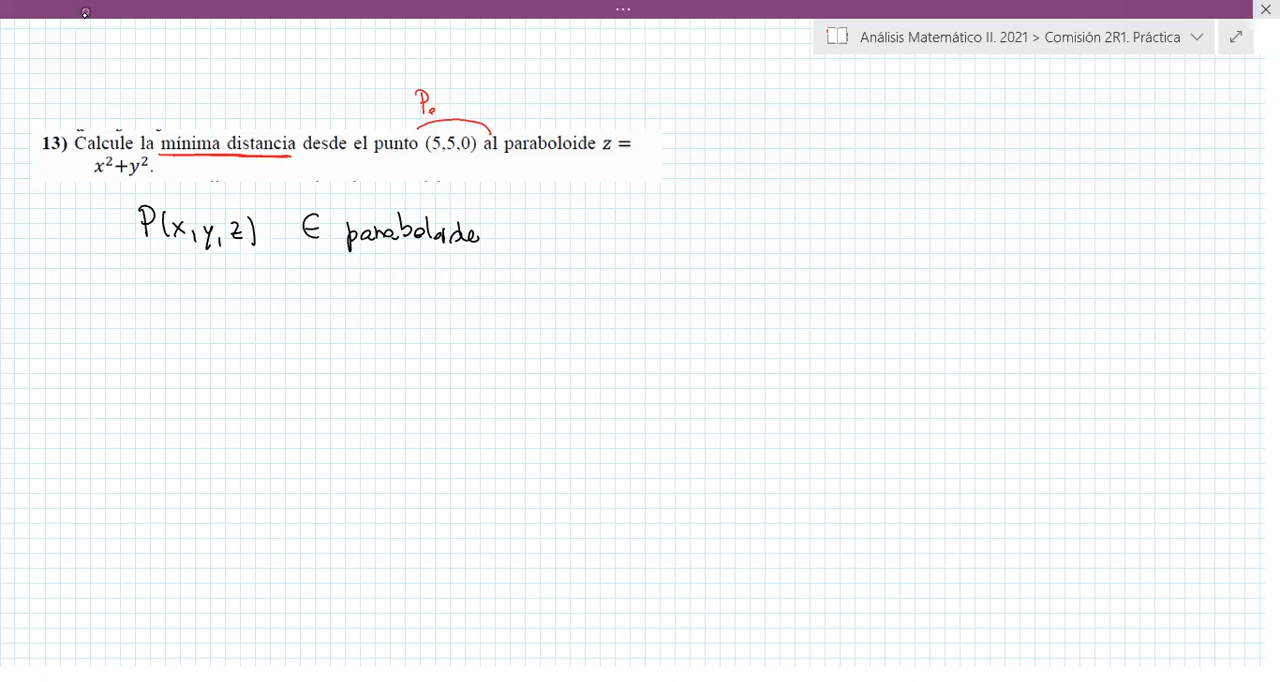 ...
Análisis Matemático II. 2021 > Comisión 2R1. Práctica
P₀
13) Calcule la mínima distancia desde el punto (5,5,0) al paraboloide z =
x²+y².
P(x,y,z) ∈ paraboloide